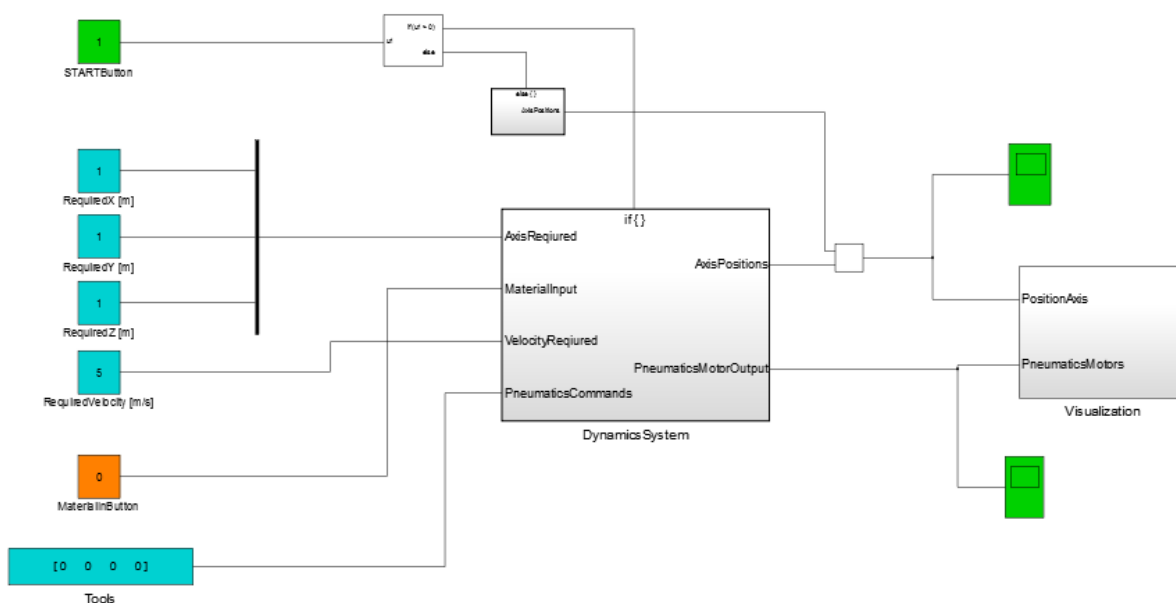 1
STARTButton
u1
if(u1 > 0)
else
else { }
AxisPositions
1
RequiredX [m]
1
RequiredY [m]
1
RequiredZ [m]
5
RequiredVelocity [m/s]
0
MaterialInButton
[0 0 0 0]
Tools
if { }
AxisReqiured
MaterialInput
VelocityReqiured
PneumaticsCommands
AxisPositions
PneumaticsMotorOutput
DynamicsSystem
PositionAxis
PneumaticsMotors
Visualization